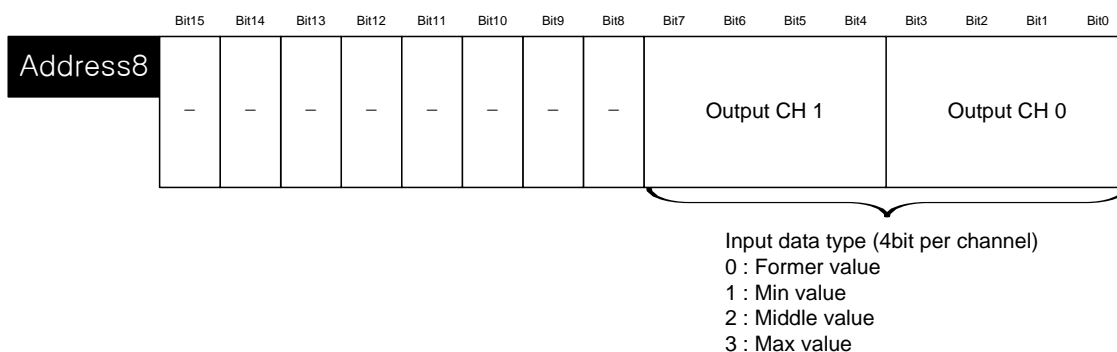 Bit15 Bit14 Bit13 Bit12 Bit11 Bit10 Bit9 Bit8 Bit7 Bit6 Bit5 Bit4 Bit3 Bit2 Bit1 Bit0
Address8
– – – – – – – – Output CH 1 Output CH 0
Input data type (4bit per channel)
0 : Former value
1 : Min value
2 : Middle value
3 : Max value